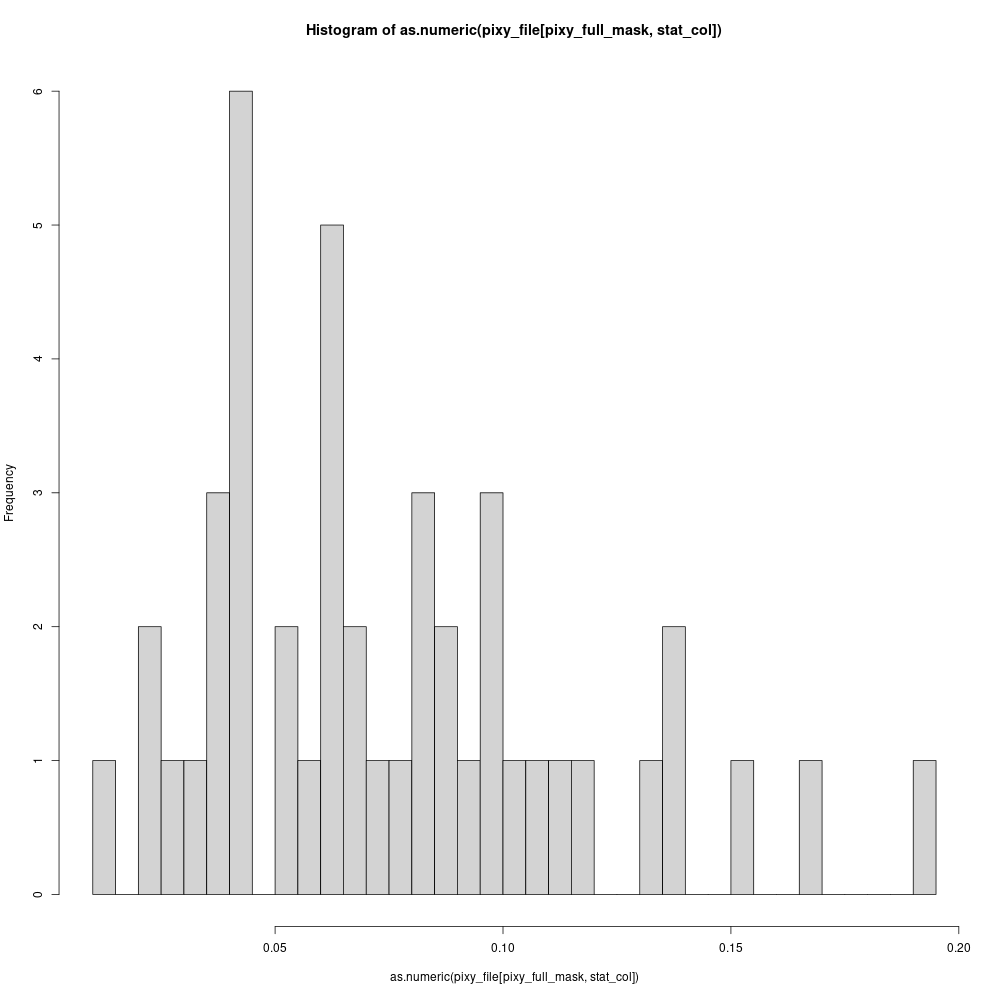 Histogram of as.numeric(pixy_file[pixy_full_mask, stat_col])
Frequency
6
5
4
3
2
1
0
0.05 0.10 0.15 0.20
as.numeric(pixy_file[pixy_full_mask, stat_col])